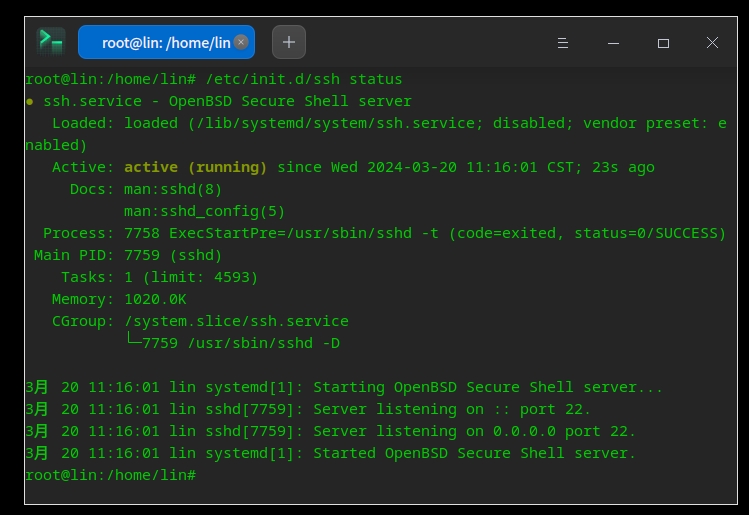 root@lin: /home/lin
root@lin:/home/lin# /etc/init.d/ssh status
● ssh.service - OpenBSD Secure Shell server
   Loaded: loaded (/lib/systemd/system/ssh.service; disabled; vendor preset: e
nabled)
   Active: active (running) since Wed 2024-03-20 11:16:01 CST; 23s ago
     Docs: man:sshd(8)
           man:sshd_config(5)
  Process: 7758 ExecStartPre=/usr/sbin/sshd -t (code=exited, status=0/SUCCESS)
 Main PID: 7759 (sshd)
    Tasks: 1 (limit: 4593)
   Memory: 1020.0K
   CGroup: /system.slice/ssh.service
           └─7759 /usr/sbin/sshd -D
3月 20 11:16:01 lin systemd[1]: Starting OpenBSD Secure Shell server...
3月 20 11:16:01 lin sshd[7759]: Server listening on :: port 22.
3月 20 11:16:01 lin sshd[7759]: Server listening on 0.0.0.0 port 22.
3月 20 11:16:01 lin systemd[1]: Started OpenBSD Secure Shell server.
root@lin:/home/lin#